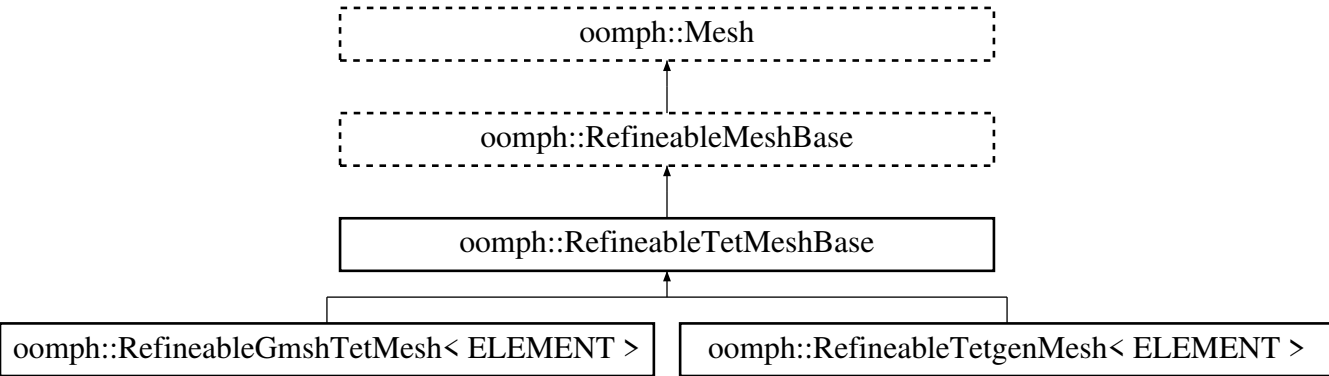 oomph::Mesh
oomph::RefineableMeshBase
oomph::RefineableTetMeshBase
oomph::RefineableGmshTetMesh< ELEMENT >
oomph::RefineableTetgenMesh< ELEMENT >